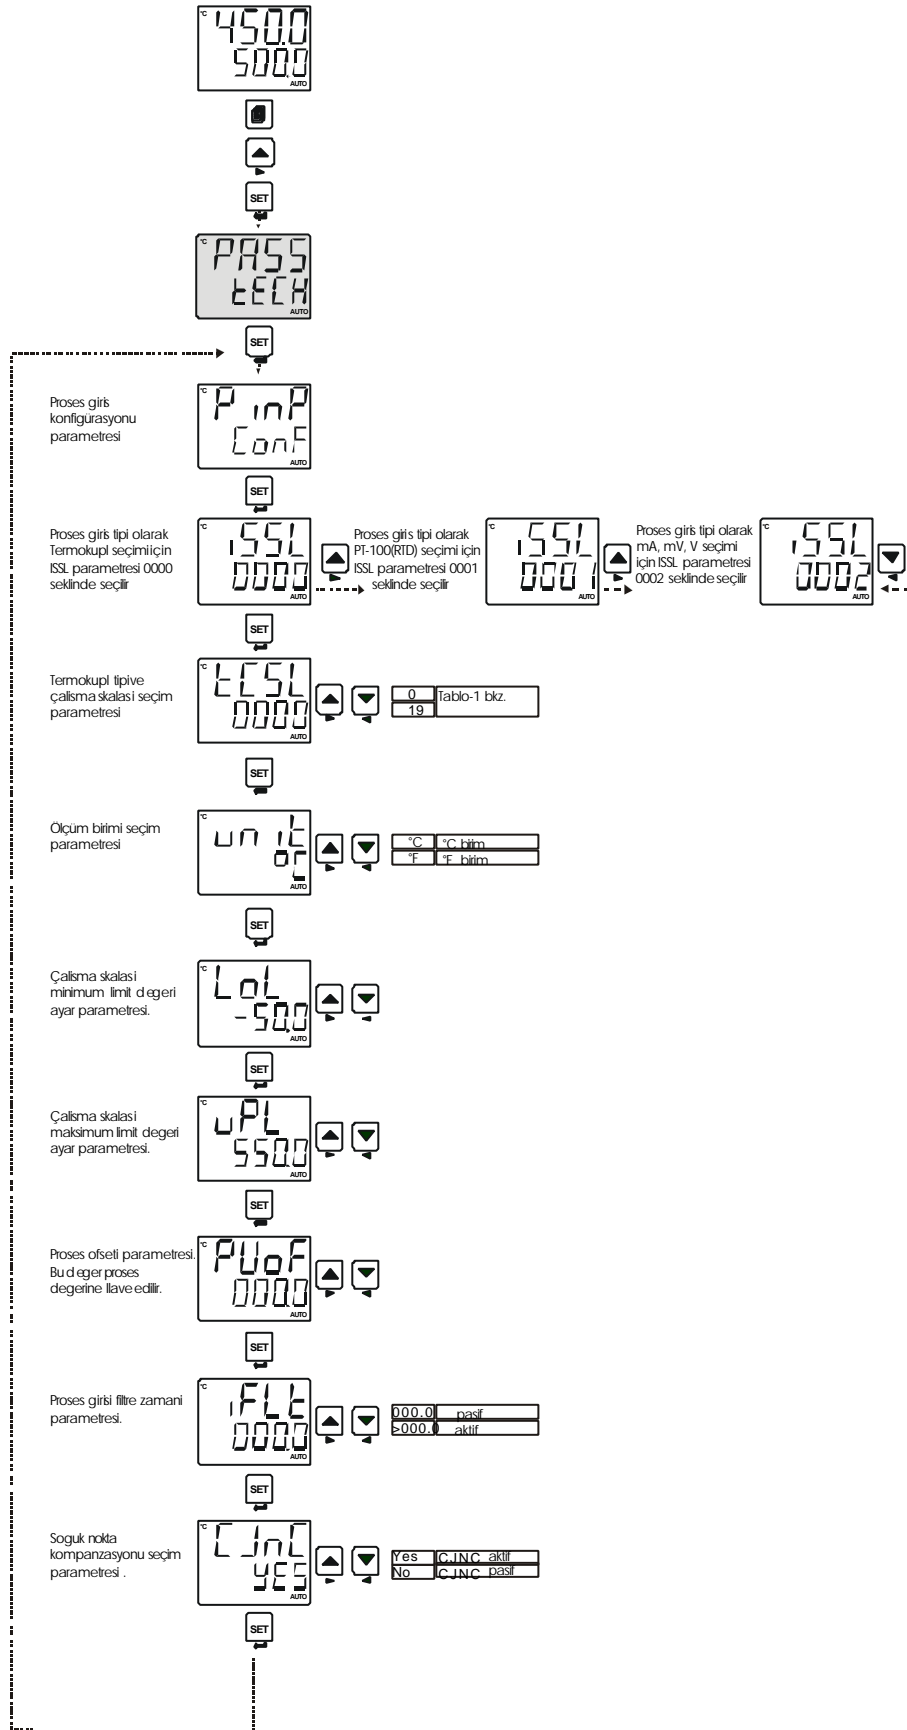 °C
450.0
500.0
AUTO
SET
°C
PASS
tECH
AUTO
SET
Proses giris
konfigürasyonu
parametresi
°C
P inP
ConF
AUTO
SET
Proses giris tipi olarak
Termokupl seçimi için
ISSL parametresi 0000
seklinde seçilir
°C
iSSL
0000
AUTO
Proses giris tipi olarak
PT-100(RTD) seçimi için
ISSL parametresi 0001
seklinde seçilir
°C
iSSL
0001
AUTO
Proses giris tipi olarak
mA, mV, V seçimi
için ISSL parametresi
0002 seklinde seçilir
°C
iSSL
0002
AUTO
SET
Termokupl tipi ve
çalisma skalasi seçim
parametresi
°C
tCSL
0000
AUTO
0 Tablo-1 bkz.
19
SET
Ölçüm birimi seçim
parametresi
°C
unit
°C
AUTO
°C °C birim
°F °F birim
SET
Çalisma skalasi
minimum limit degeri
ayar parametresi.
°C
LoL
-50.0
AUTO
SET
Çalisma skalasi
maksimum limit degeri
ayar parametresi.
°C
uPL
550.0
AUTO
SET
Proses ofseti parametresi.
Bu deger proses
degerine Ilave edilir.
°C
PUoF
000.0
AUTO
SET
Proses girisi filtre zamani
parametresi.
°C
iFLt
000.0
AUTO
000.0 pasif
>000.0 aktif
SET
Soguk nokta
kompanzasyonu seçim
parametresi .
°C
CJnC
YES
AUTO
Yes CJNC aktif
No CJNC pasif
SET